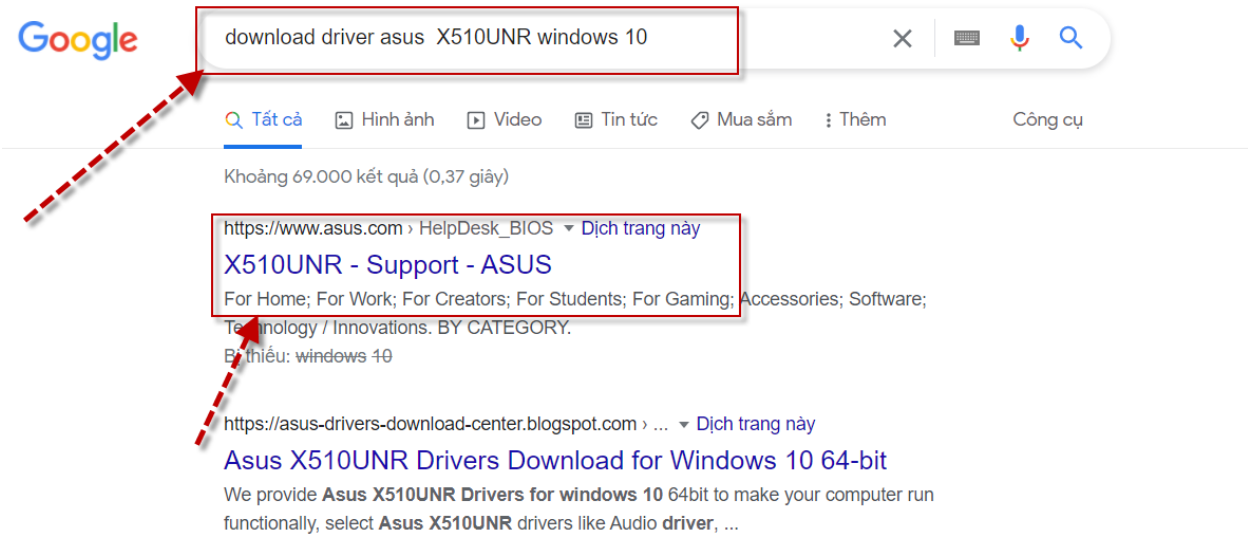 Google
download driver asus  X510UNR windows 10
Tất cả Hình ảnh Video Tin tức Mua sắm Thêm Công cụ
Khoảng 69.000 kết quả (0,37 giây)
https://www.asus.com › HelpDesk_BIOS Dịch trang này
X510UNR - Support - ASUS
For Home; For Work; For Creators; For Students; For Gaming; Accessories; Software;
Technology / Innovations. BY CATEGORY.
Bị thiếu: windows 10
https://asus-drivers-download-center.blogspot.com › ... Dịch trang này
Asus X510UNR Drivers Download for Windows 10 64-bit
We provide Asus X510UNR Drivers for windows 10 64bit to make your computer run
functionally, select Asus X510UNR drivers like Audio driver, ...